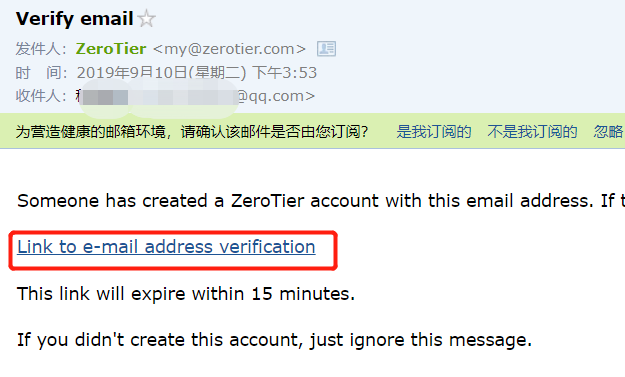 Verify email
发件人: ZeroTier <my@zerotier.com>
时 间: 2019年9月10日(星期二) 下午3:53
收件人: @qq.com>
为营造健康的邮箱环境，请确认该邮件是否由您订阅? 是我订阅的 不是我订阅的 忽略
Someone has created a ZeroTier account with this email address. If
Link to e-mail address verification
This link will expire within 15 minutes.
If you didn't create this account, just ignore this message.